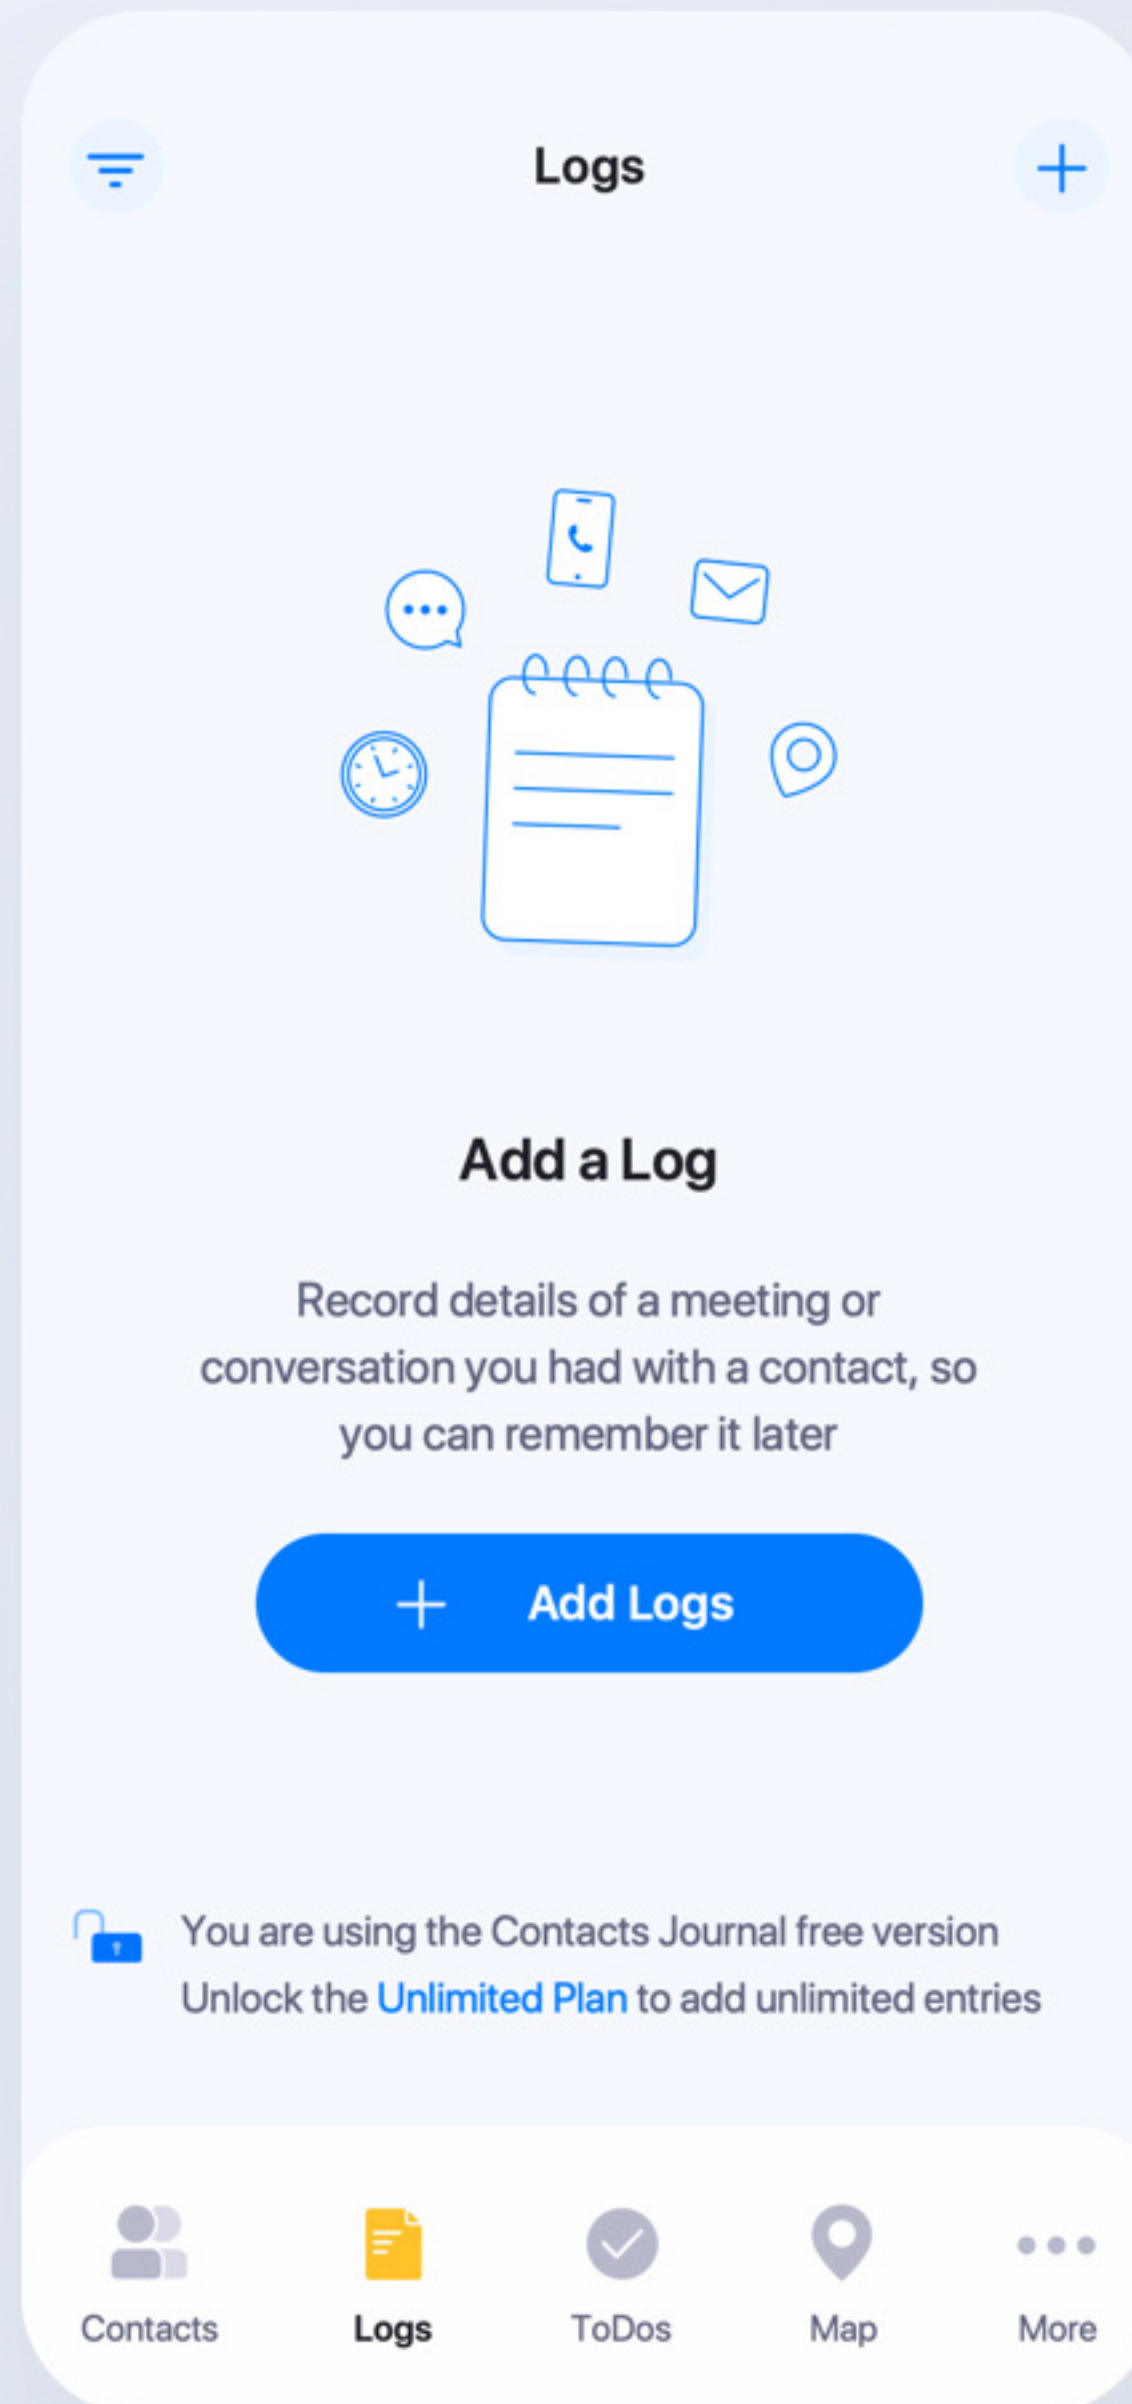 Logs
Add a Log
Record details of a meeting or
conversation you had with a contact, so
you can remember it later
Add Logs
You are using the Contacts Journal free version
Unlock the Unlimited Plan to add unlimited entries
Contacts
Logs
ToDos
Map
More